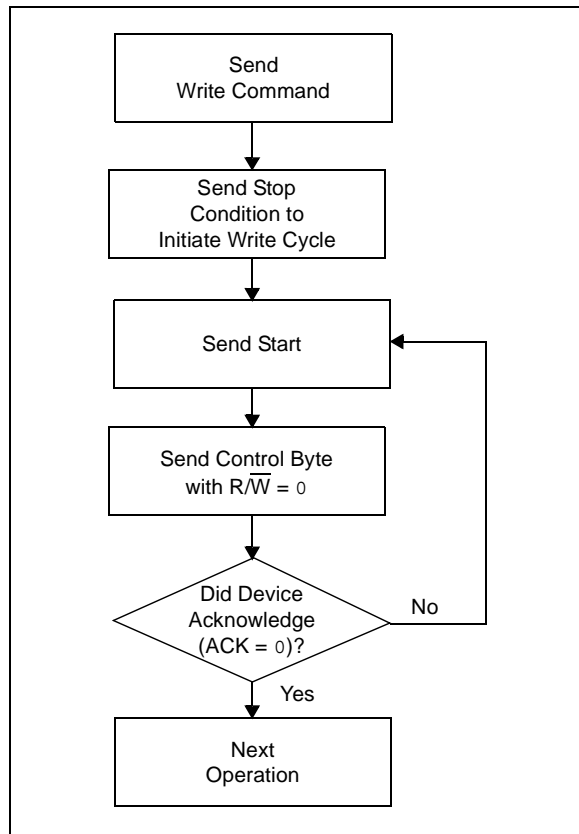 Send
Write Command
Send Stop
Condition to
Initiate Write Cycle
Send Start
Send Control Byte
with R/W̅ = 0
Did Device
Acknowledge
(ACK = 0)?
No
Yes
Next
Operation